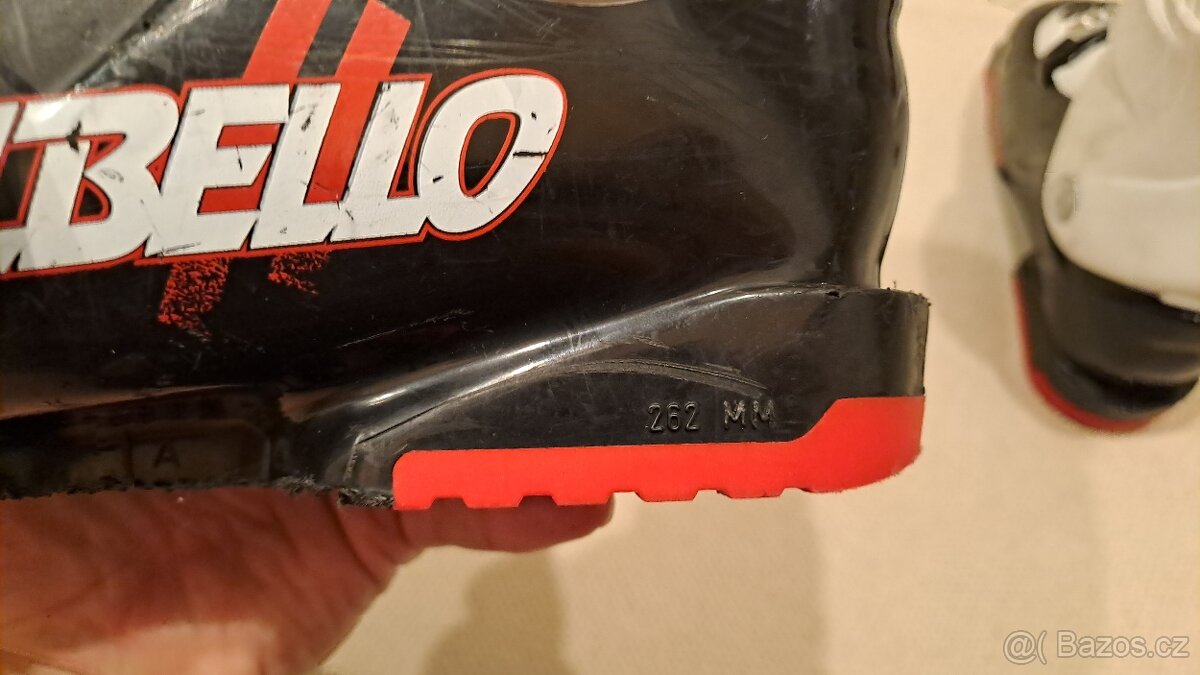 BELLO
262 MM
A
@( Bazos.cz